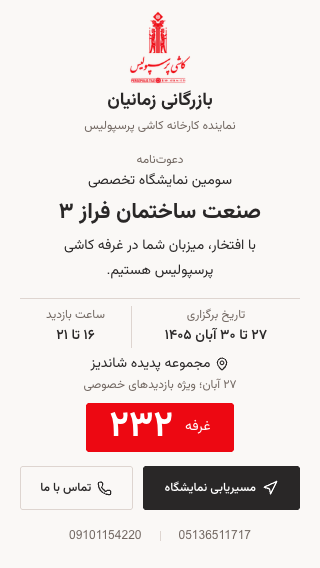 کاشی پرسپولیس
بازرگانی زمانیان
نماینده کارخانه کاشی پرسپولیس
دعوت‌نامه
سومین نمایشگاه تخصصی
صنعت ساختمان فراز ۳
با افتخار، میزبان شما در غرفه کاشی
پرسپولیس هستیم.
تاریخ برگزاری
۲۷ تا ۳۰ آبان ۱۴۰۵
ساعت بازدید
۱۶ تا ۲۱
مجموعه پدیده شاندیز
۲۷ آبان؛ ویژه بازدیدهای خصوصی
غرفه ۲۳۲
مسیریابی نمایشگاه
تماس با ما
05136511717 | 09101154220